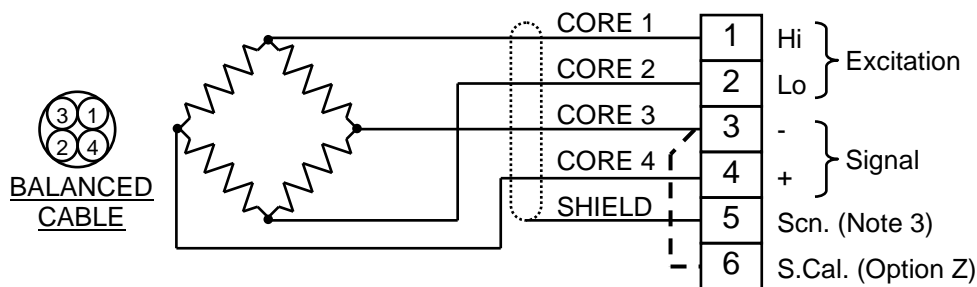 CORE 1
1
Hi
Excitation
CORE 2
2
Lo
3 1
2 4
BALANCED
CABLE
CORE 3
3
-
Signal
CORE 4
4
+
SHIELD
5
Scn. (Note 3)
6
S.Cal. (Option Z)